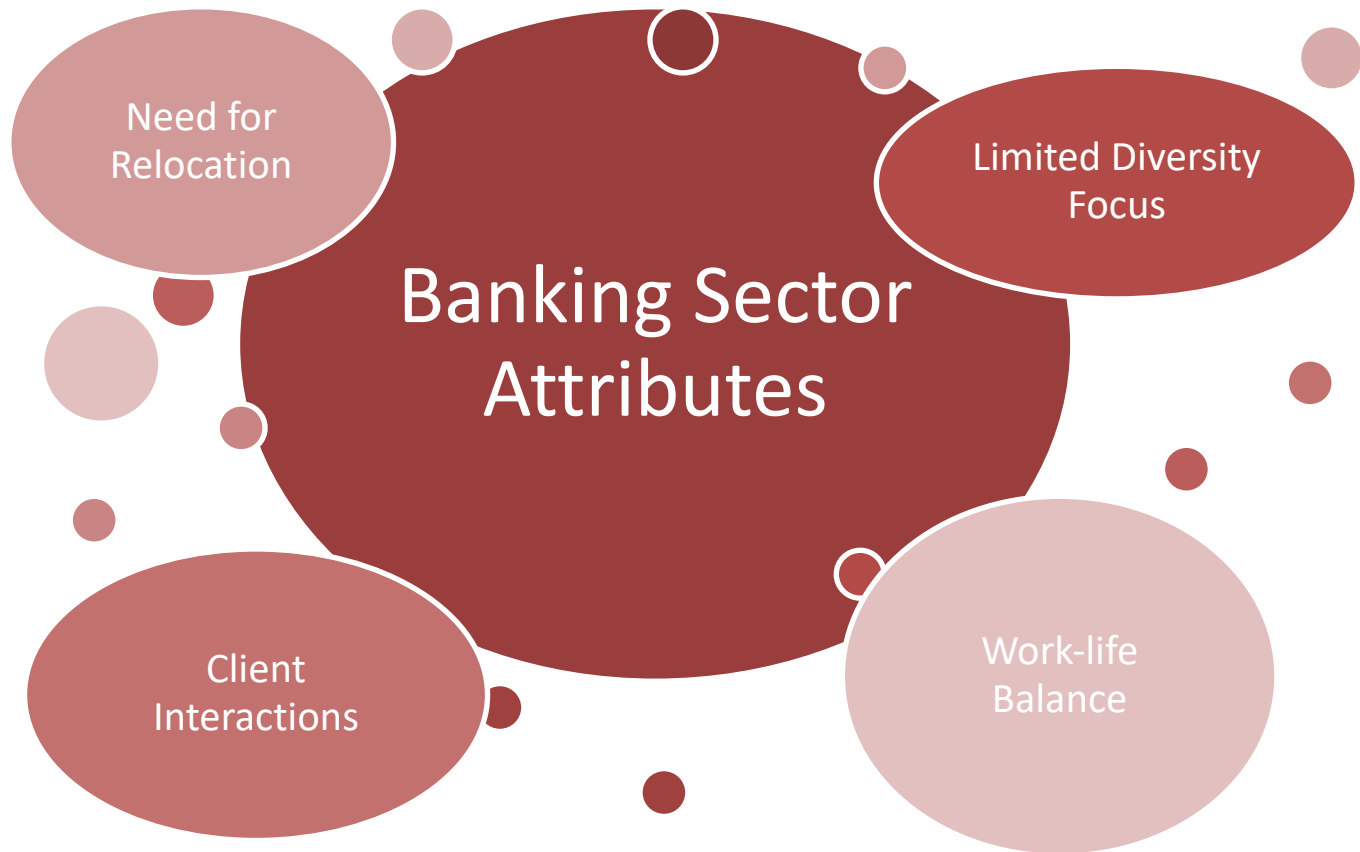 Need for
Relocation
Limited Diversity
Focus
Banking Sector
Attributes
Client
Interactions
Work-life
Balance